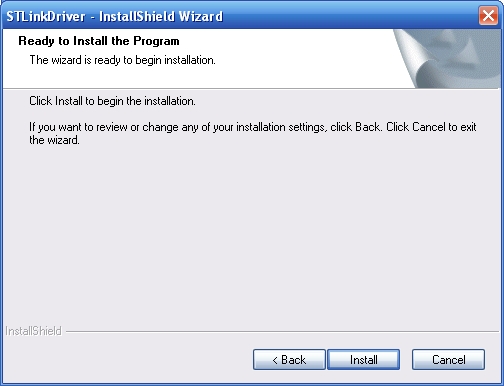 STLinkDriver - InstallShield Wizard
Ready to Install the Program
The wizard is ready to begin installation.
Click Install to begin the installation.
If you want to review or change any of your installation settings, click Back. Click Cancel to exit
the wizard.
InstallShield
< Back Install Cancel